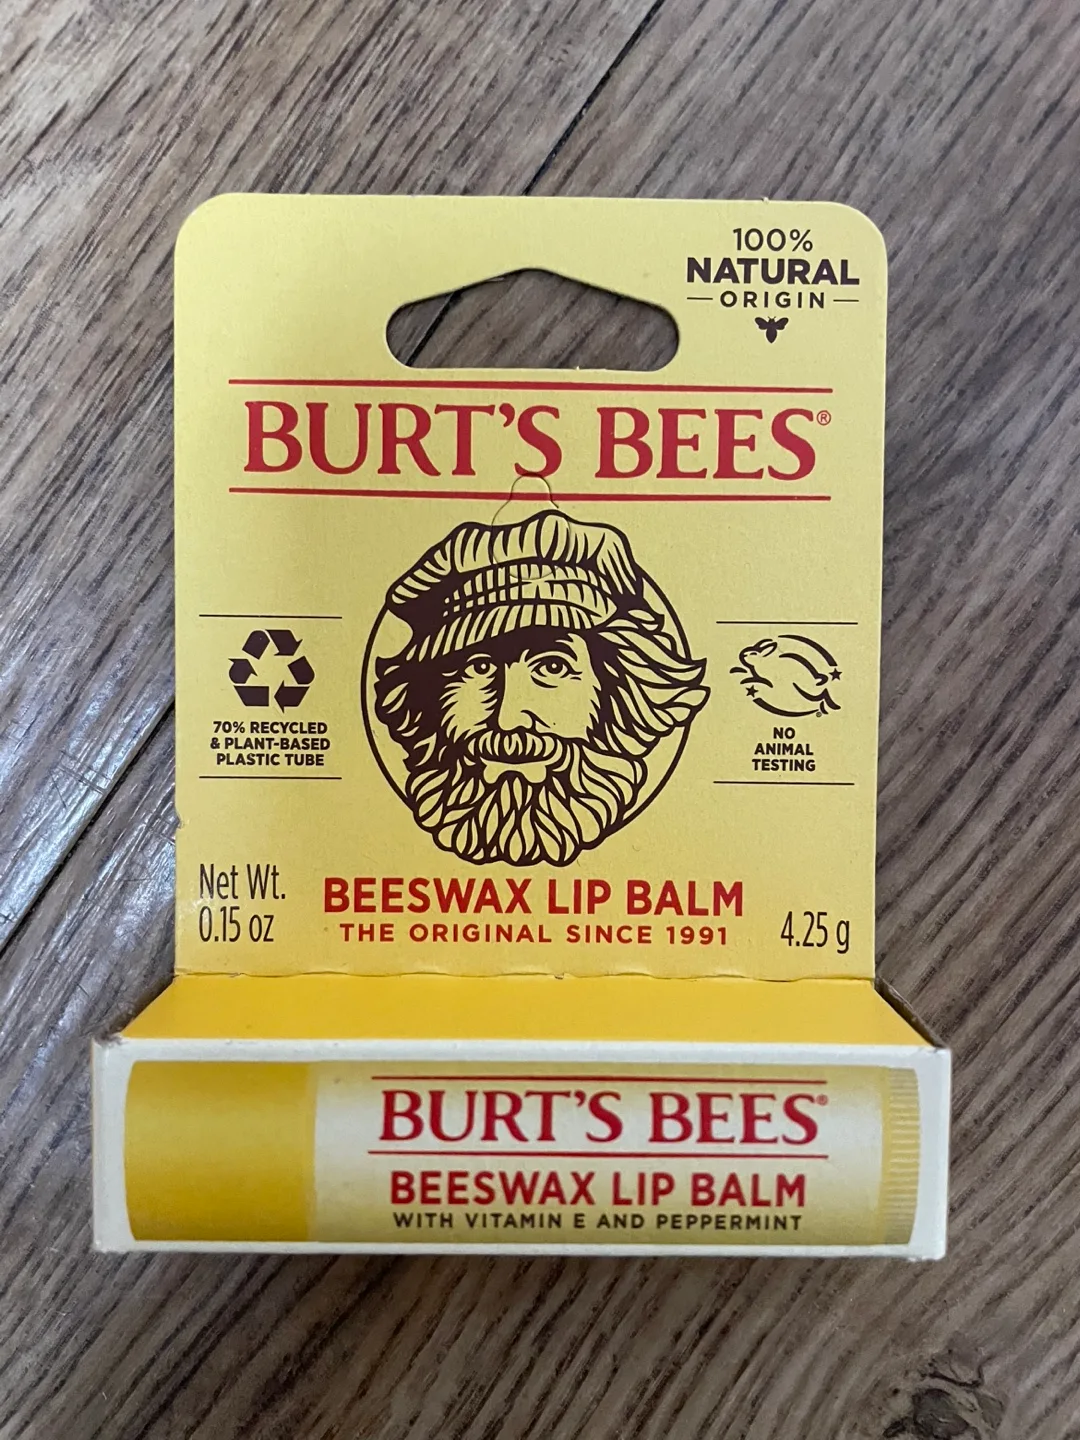 100%
NATURAL
ORIGIN
BURT'S BEES®
70% RECYCLED
& PLANT-BASED
PLASTIC TUBE
NO
ANIMAL
TESTING
Net Wt.
0.15 oz
BEESWAX LIP BALM
THE ORIGINAL SINCE 1991
4.25 g
BURT'S BEES®
BEESWAX LIP BALM
WITH VITAMIN E AND PEPPERMINT